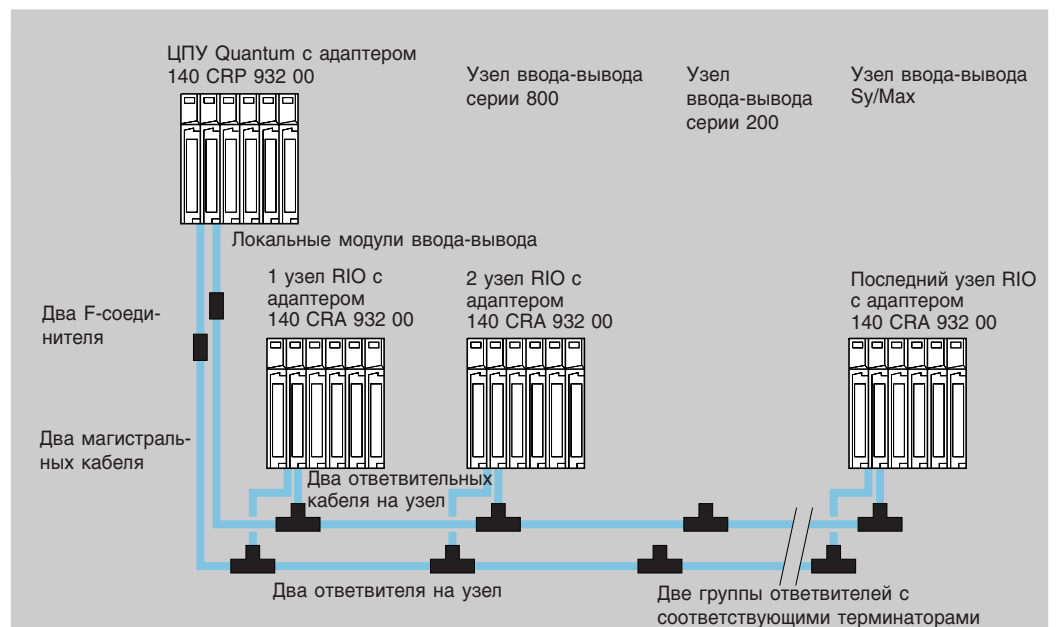 ЦПУ Quantum с адаптером
140 CRP 932 00
Узел ввода-вывода
серии 800
Узел
ввода-вывода
серии 200
Узел ввода-вывода
Sy/Max
Локальные модули ввода-вывода
1 узел RIO с
адаптером
140 CRA 932 00
2 узел RIO с
адаптером
140 CRA 932 00
Последний узел RIO
с адаптером
140 CRA 932 00
Два F-соеди-
нителя
Два магистраль-
ных кабеля
Два ответвительных
кабеля на узел
Два ответвителя на узел
Две группы ответвителей с
соответствующими терминаторами